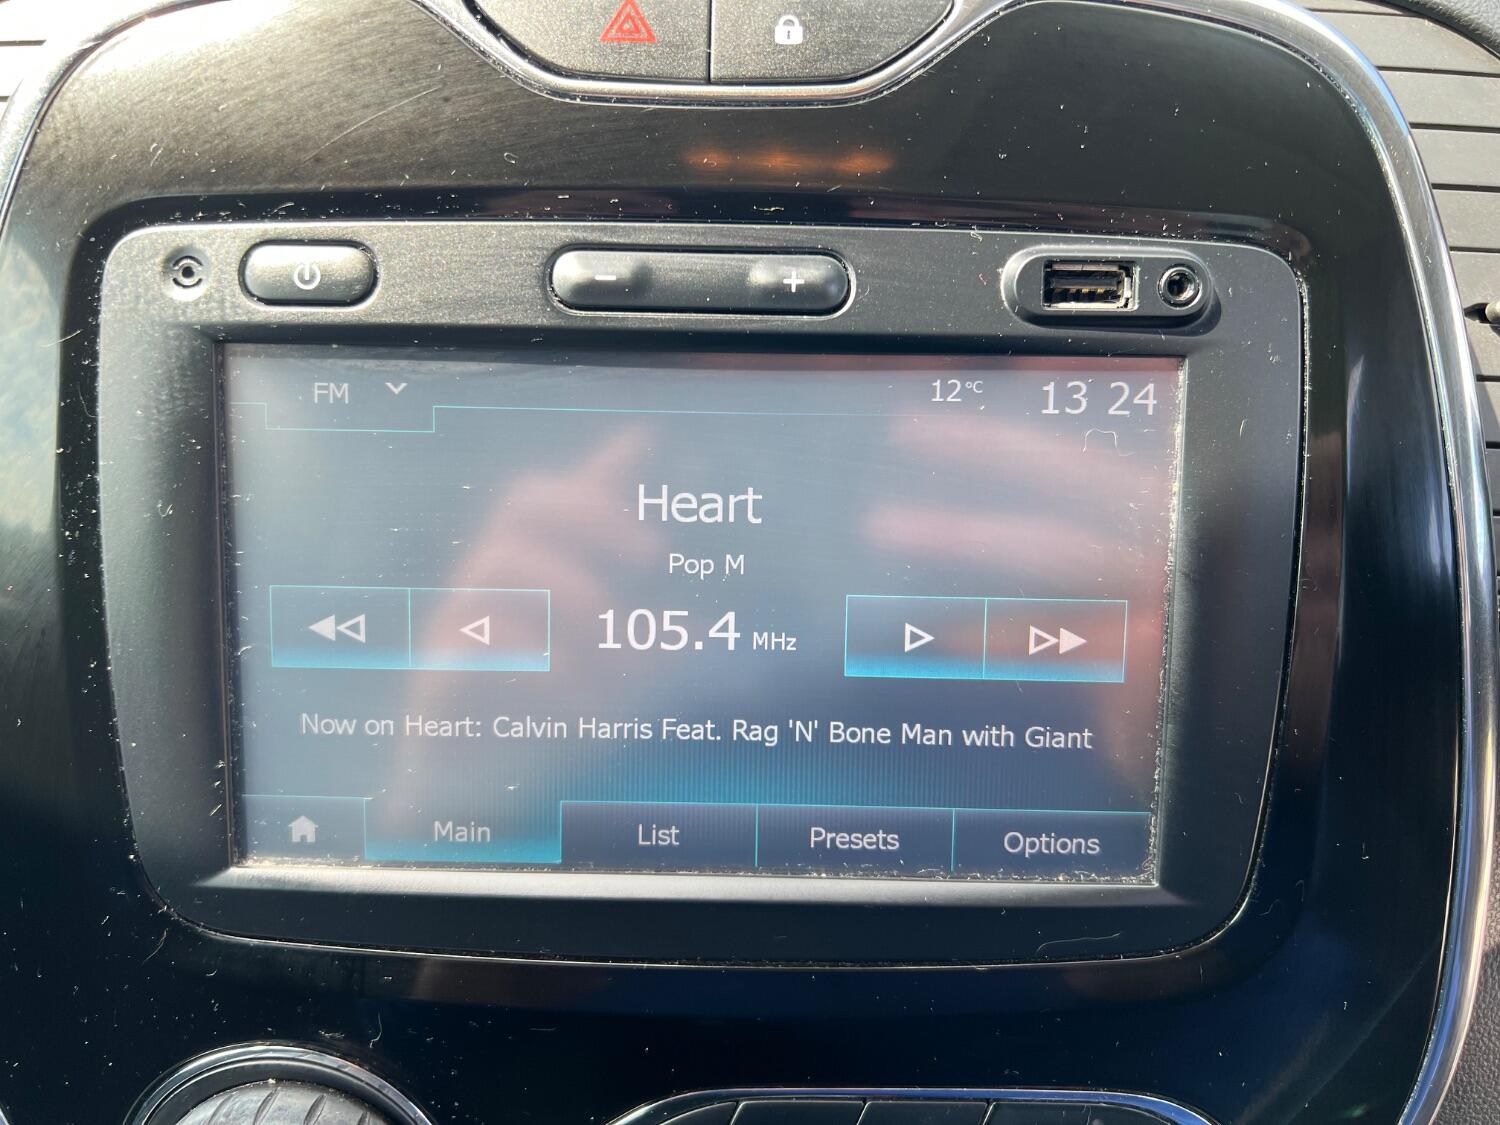 FM
12°C 13 24
Heart
Pop M
105.4 MHz
Now on Heart: Calvin Harris Feat. Rag 'N' Bone Man with Giant
Main List Presets Options